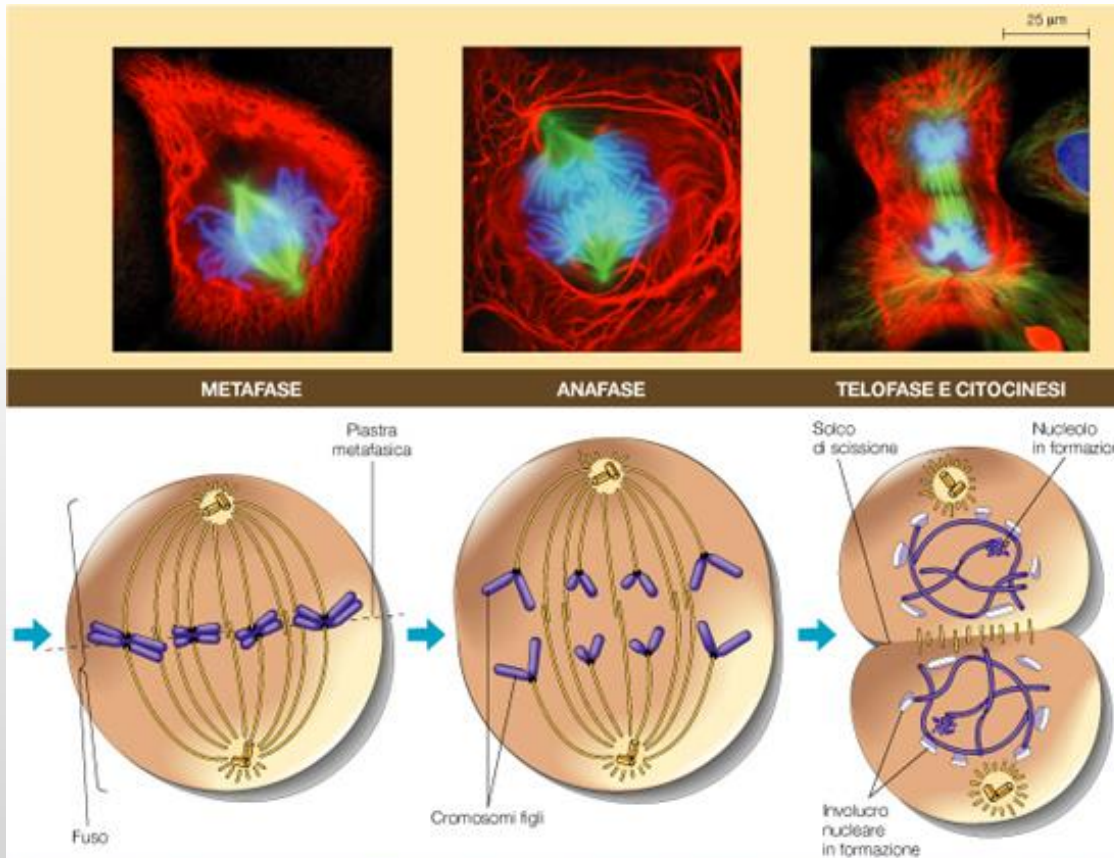 25 µm
METAFASE
ANAFASE
TELOFASE E CITOCINESI
Piastra
metafasica
Fuso
Cromosomi figli
Solco
di scissione
Nucleolo
in formazione
Involucro
nucleare
in formazione